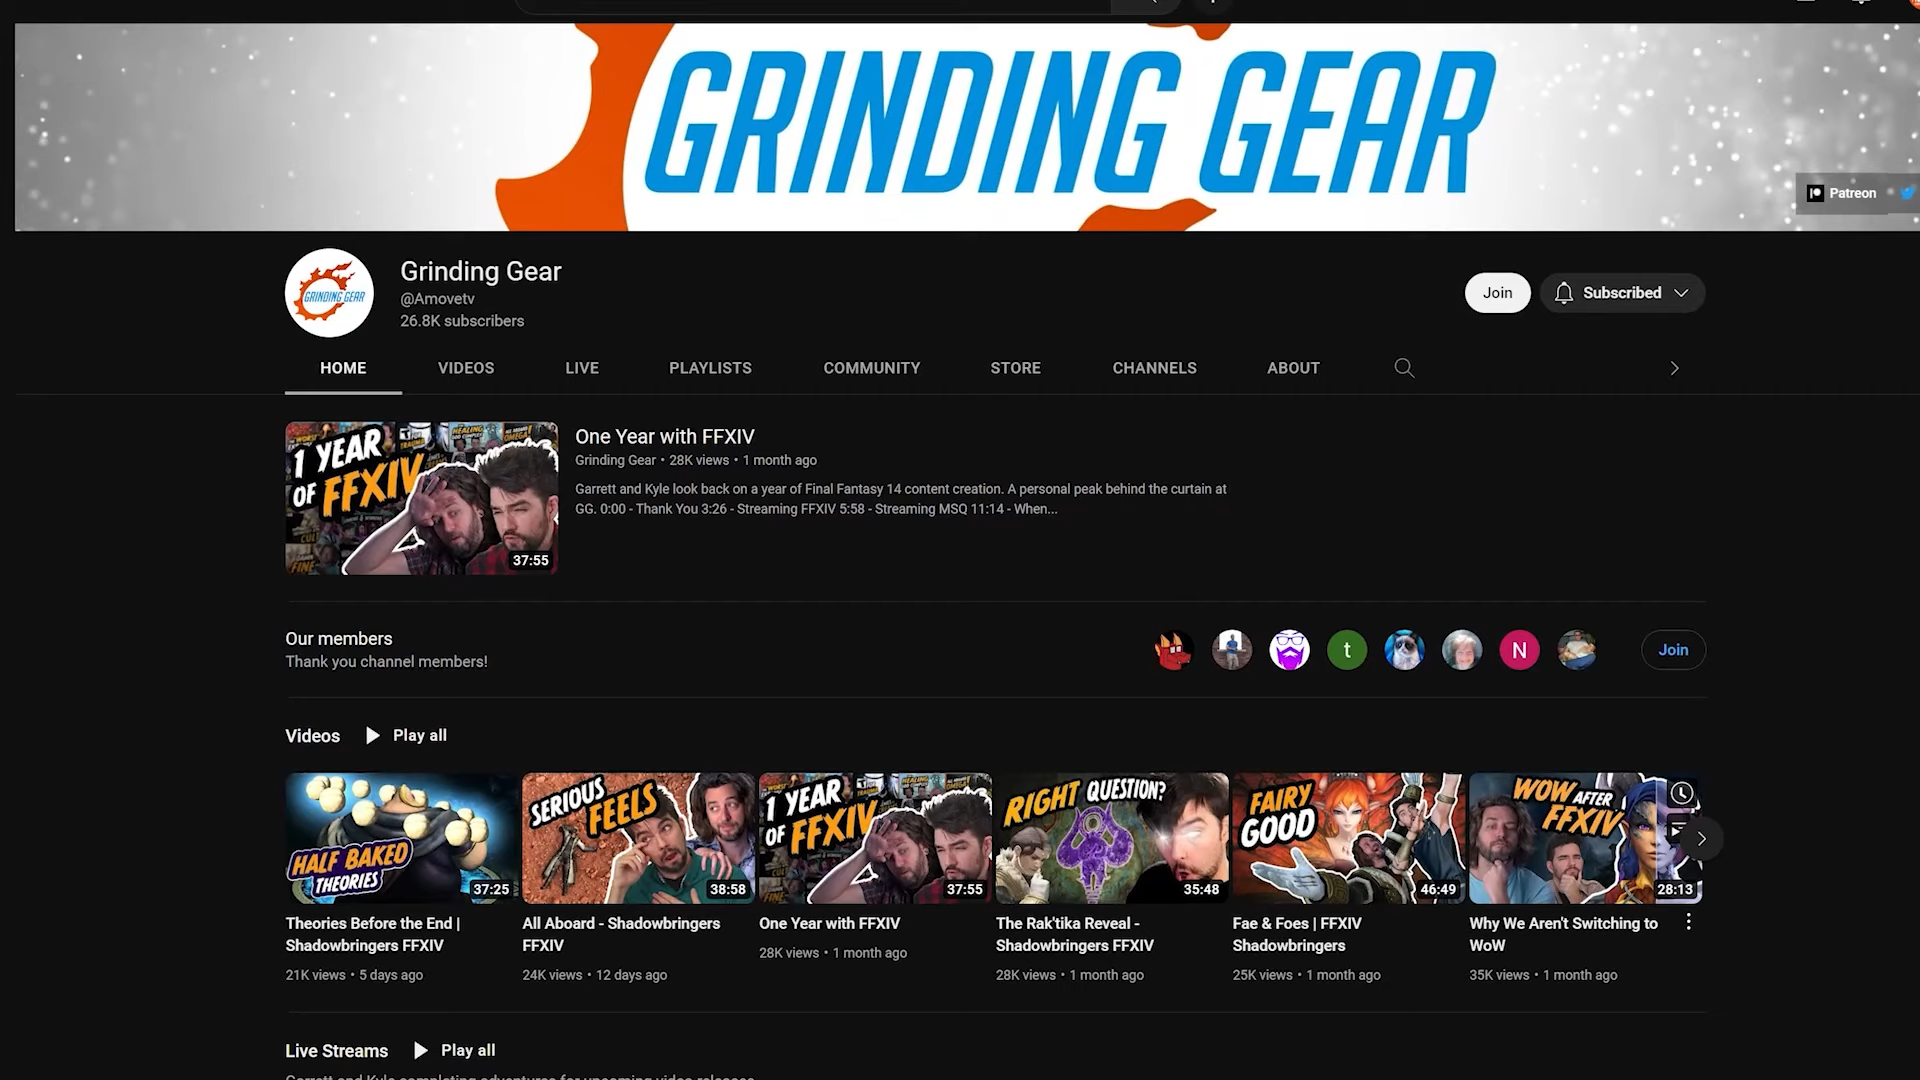 GRINDING GEAR
Patreon
GRINDING GEAR
Grinding Gear
@Amovetv
26.8K subscribers
Join
Subscribed
HOME
VIDEOS
LIVE
PLAYLISTS
COMMUNITY
STORE
CHANNELS
ABOUT
1 YEAR
OF FFXIV
37:55
One Year with FFXIV
Grinding Gear • 28K views • 1 month ago
Garrett and Kyle look back on a year of Final Fantasy 14 content creation. A personal peak behind the curtain at
GG. 0:00 - Thank You 3:26 - Streaming FFXIV 5:58 - Streaming MSQ 11:14 - When...
Our members
Thank you channel members!
t
N
Join
Videos
Play all
HALF BAKED
THEORIES
37:25
SERIOUS
FEELS
38:58
1 YEAR
OF FFXIV
37:55
RIGHT QUESTION?
35:48
FAIRY
GOOD
46:49
WOW AFTER
FFXIV
28:13
Theories Before the End |
Shadowbringers FFXIV
21K views • 5 days ago
All Aboard - Shadowbringers
FFXIV
24K views • 12 days ago
One Year with FFXIV
28K views • 1 month ago
The Rak'tika Reveal -
Shadowbringers FFXIV
28K views • 1 month ago
Fae & Foes | FFXIV
Shadowbringers
25K views • 1 month ago
Why We Aren't Switching to
WoW
35K views • 1 month ago
Live Streams
Play all
Garrett and Kyle completing adventures for upcoming video releases